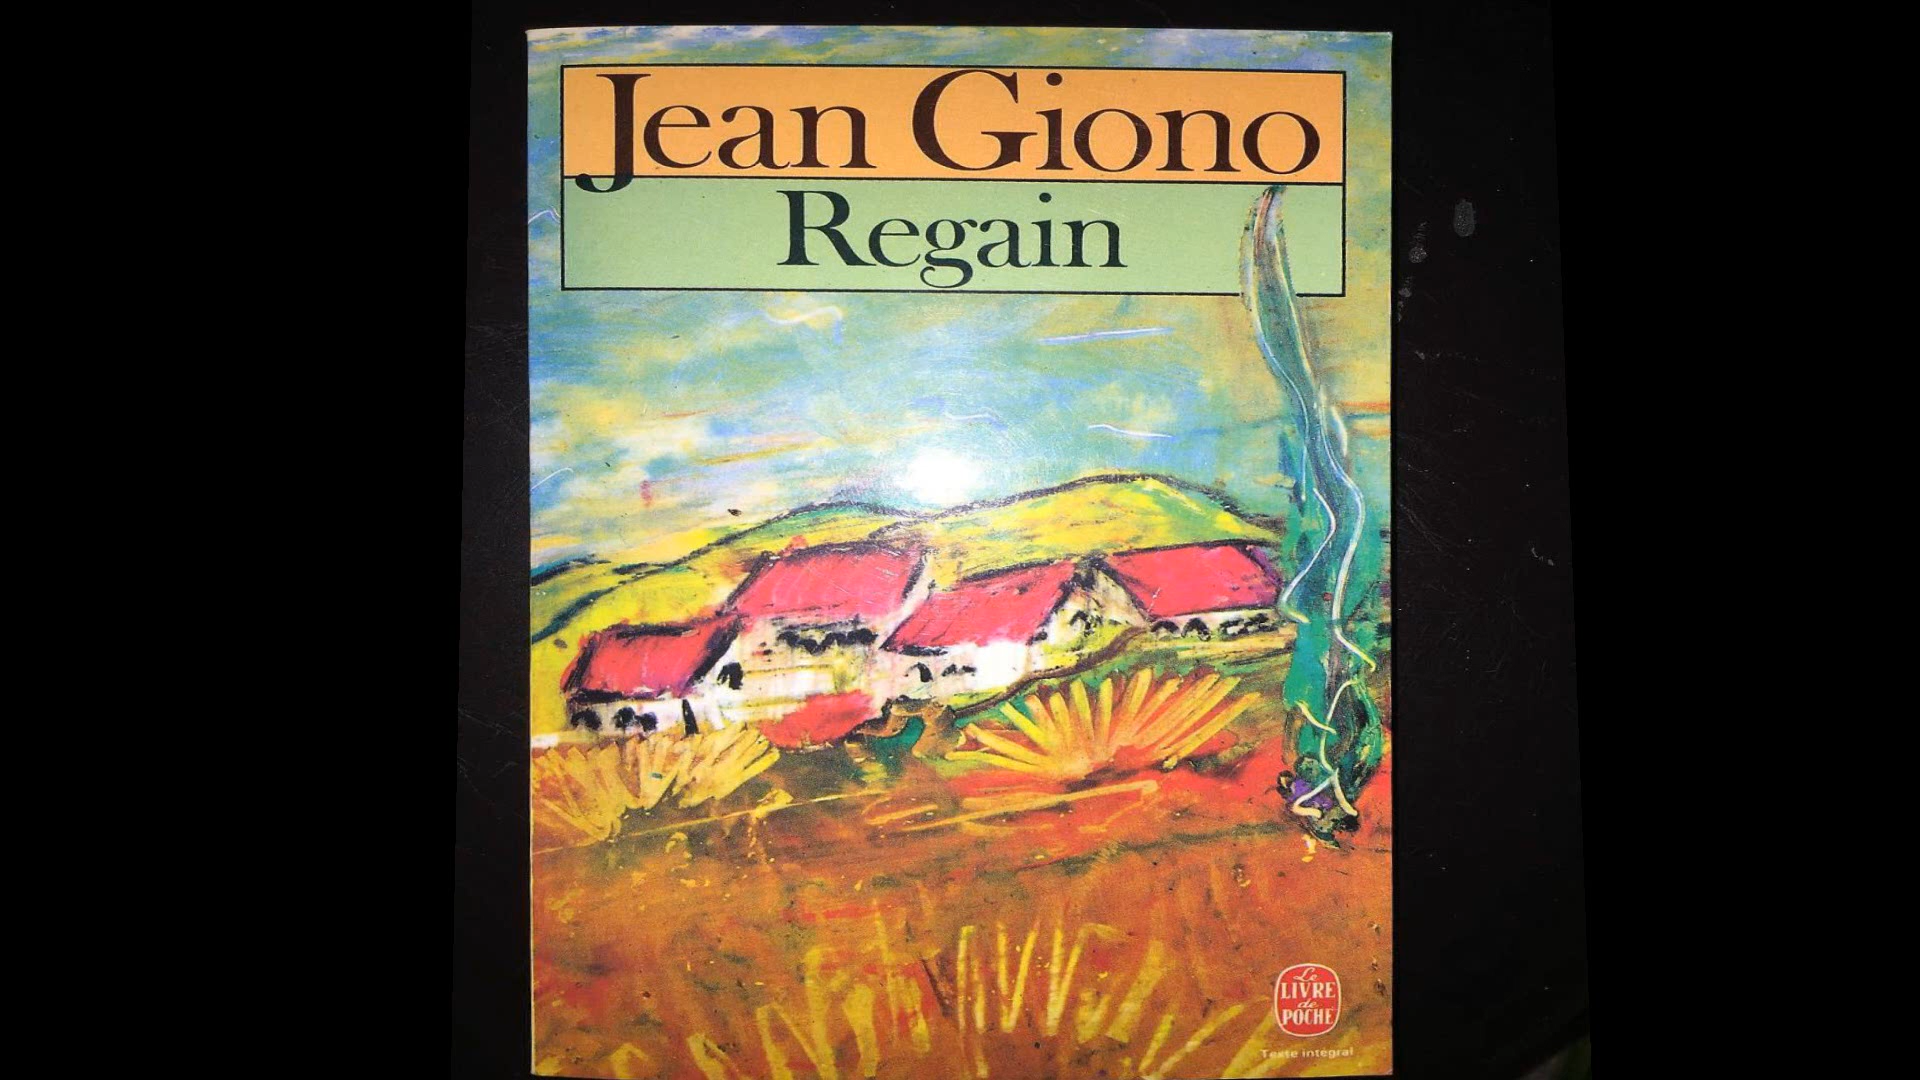 Jean Giono
Regain
Le
LIVRE
de
POCHE
Texte intégral